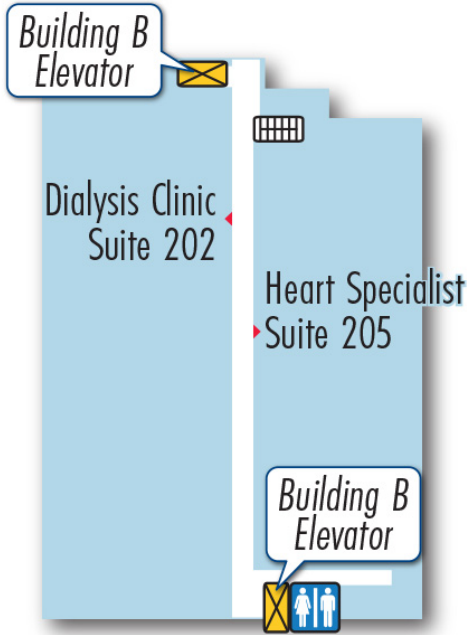 Building B
Elevator
Dialysis Clinic
Suite 202
Heart Specialist
Suite 205
Building B
Elevator